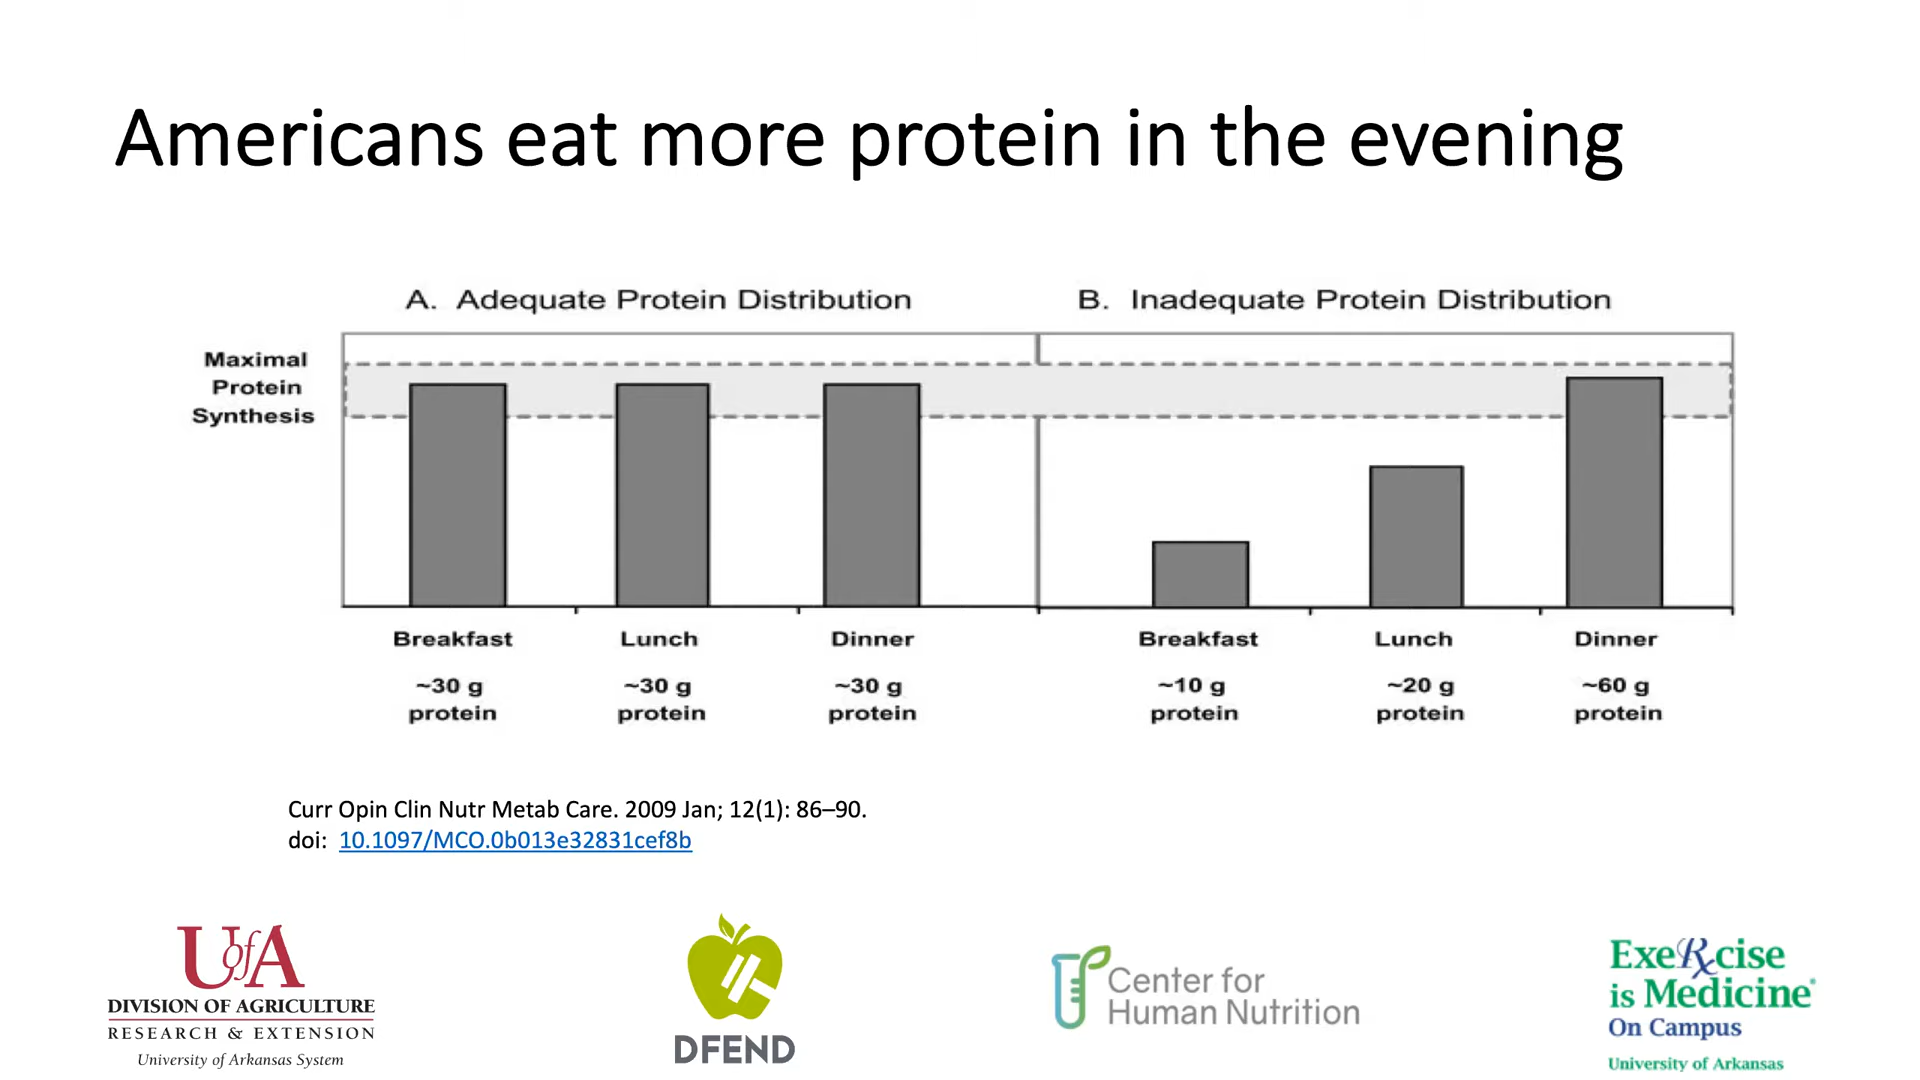 Americans eat more protein in the evening
A. Adequate Protein Distribution
B. Inadequate Protein Distribution
Maximal
Protein
Synthesis
Breakfast
Lunch
Dinner
Breakfast
Lunch
Dinner
~30 g
protein
~30 g
protein
~30 g
protein
~10 g
protein
~20 g
protein
~60 g
protein
Curr Opin Clin Nutr Metab Care. 2009 Jan; 12(1): 86–90.
doi: 10.1097/MCO.0b013e32831cef8b
UofA
DIVISION OF AGRICULTURE
RESEARCH & EXTENSION
University of Arkansas System
DFEND
Center for
Human Nutrition
ExeRxcise
is Medicine®
On Campus
University of Arkansas